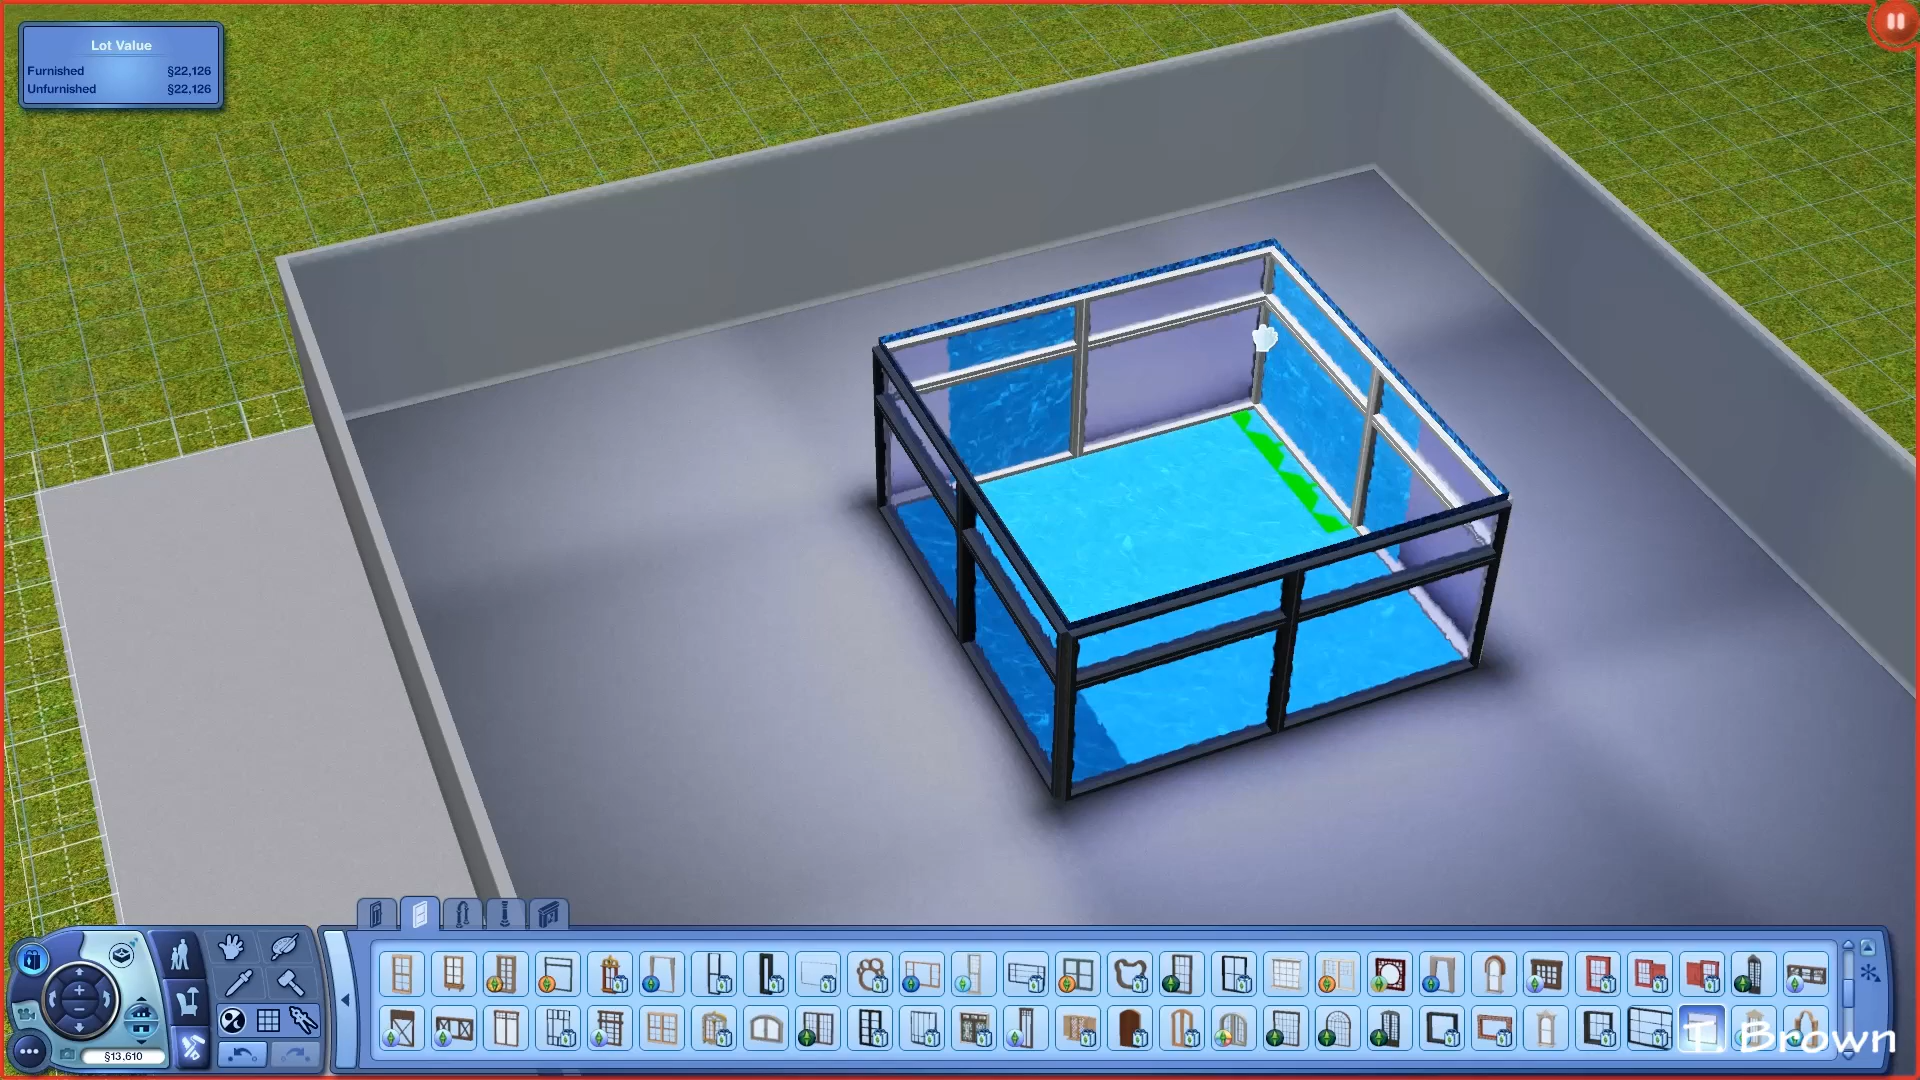 Lot Value
Furnished §22,126
Unfurnished §22,126
§13,610
T. Brown